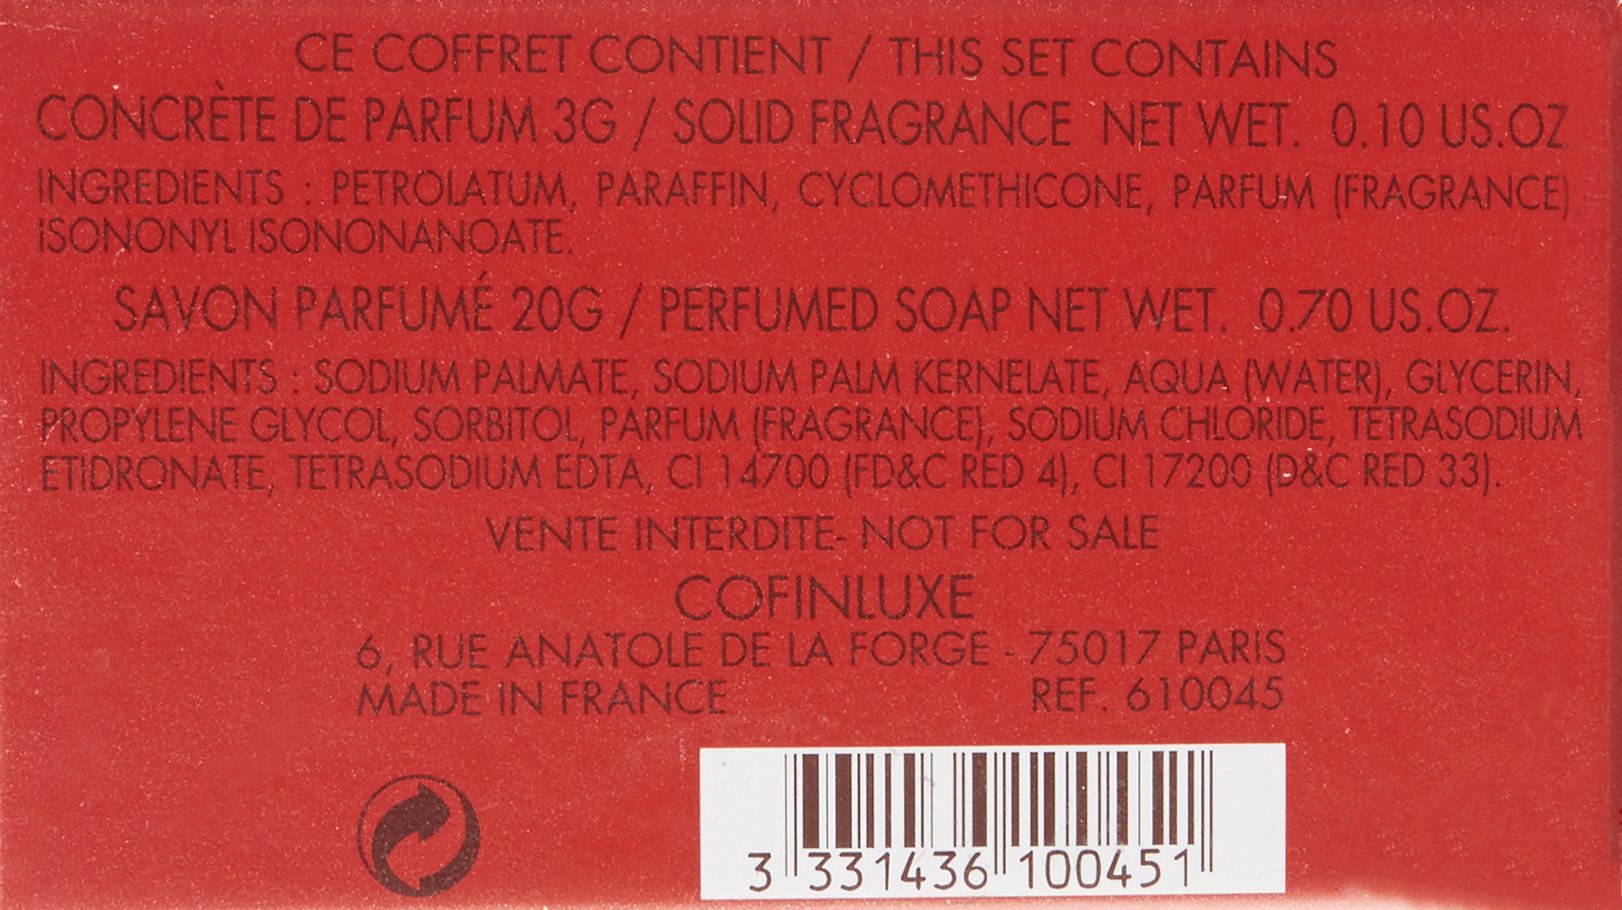 CE COFFRET CONTIENT / THIS SET CONTAINS
CONCRÈTE DE PARFUM 3G / SOLID FRAGRANCE NET WET. 0.10 US.OZ
INGREDIENTS : PETROLATUM, PARAFFIN, CYCLOMETHICONE, PARFUM (FRAGRANCE)
ISONONYL ISONONANOATE.
SAVON PARFUMÉ 20G / PERFUMED SOAP NET WET. 0.70 US.OZ.
INGREDIENTS : SODIUM PALMATE, SODIUM PALM KERNELATE, AQUA (WATER), GLYCERIN,
PROPYLENE GLYCOL, SORBITOL, PARFUM (FRAGRANCE), SODIUM CHLORIDE, TETRASODIUM
ETIDRONATE, TETRASODIUM EDTA, CI 14700 (FD&C RED 4), CI 17200 (D&C RED 33).
VENTE INTERDITE- NOT FOR SALE
COFINLUXE
6, RUE ANATOLE DE LA FORGE - 75017 PARIS
MADE IN FRANCE REF. 610045
3 331436 100451